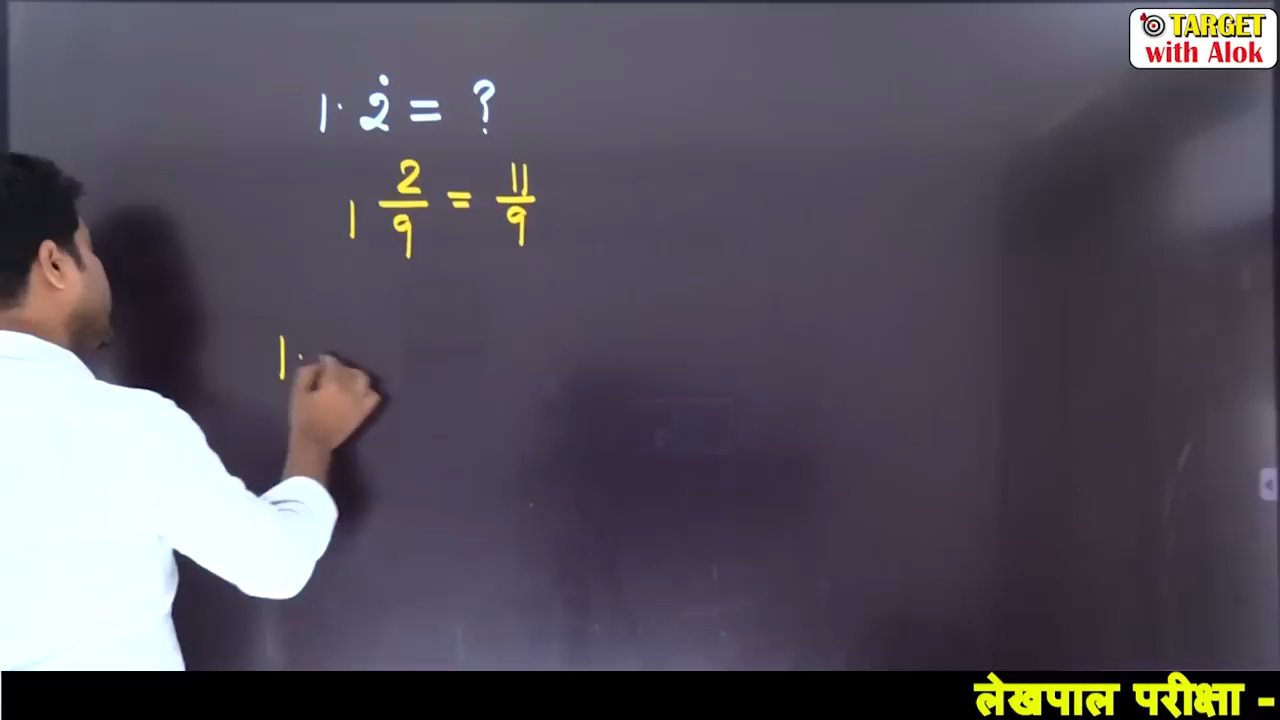 TARGET
with Alok
1.2̇ = ?
1 2/9 = 11/9
1.
लेखपाल परीक्षा -